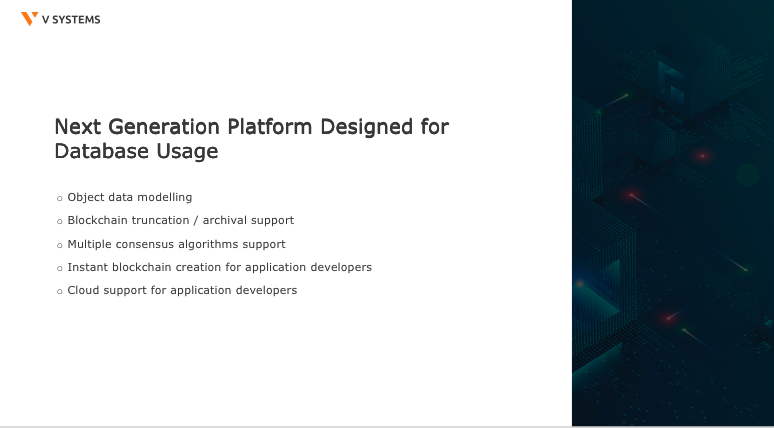 V SYSTEMS
Next Generation Platform Designed for
Database Usage
Object data modelling
Blockchain truncation / archival support
Multiple consensus algorithms support
Instant blockchain creation for application developers
Cloud support for application developers